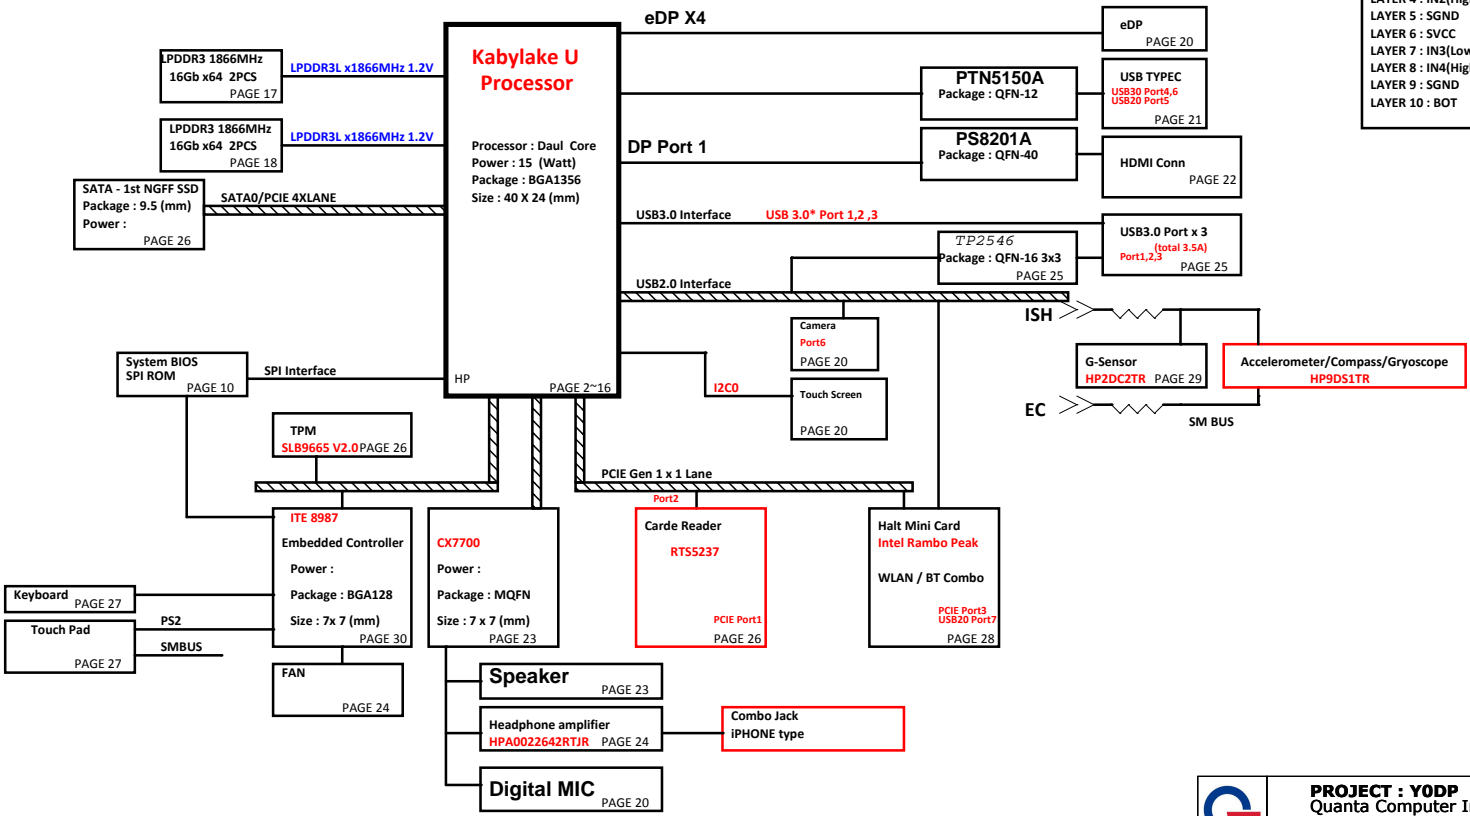 eDP X4
eDP
PAGE 20
LAYER 5 : SGND
LAYER 6 : SVCC
LAYER 7 : IN3(Low
LAYER 8 : IN4(Hig
LAYER 9 : SGND
LAYER 10 : BOT
LPDDR3 1866MHz
16Gb x64 2PCS
PAGE 17
LPDDR3L x1866MHz 1.2V
LPDDR3 1866MHz
16Gb x64 2PCS
PAGE 18
LPDDR3L x1866MHz 1.2V
SATA - 1st NGFF SSD
Package : 9.5 (mm)
Power :
PAGE 26
SATA0/PCIE 4XLANE
Kabylake U
Processor
Processor : Daul Core
Power : 15 (Watt)
Package : BGA1356
Size : 40 X 24 (mm)
HP
PAGE 2~16
PTN5150A
Package : QFN-12
USB TYPEC
USB30 Port4,6
USB20 Port5
PAGE 21
DP Port 1
PS8201A
Package : QFN-40
HDMI Conn
PAGE 22
USB3.0 Interface
USB 3.0* Port 1,2 ,3
USB3.0 Port x 3
(total 3.5A)
Port1,2,3
PAGE 25
TP2546
Package : QFN-16 3x3
PAGE 25
USB2.0 Interface
Camera
Port6
PAGE 20
I2C0
Touch Screen
PAGE 20
ISH
G-Sensor
HP2DC2TR PAGE 29
Accelerometer/Compass/Gryoscope
HP9DS1TR
EC
SM BUS
System BIOS
SPI ROM
PAGE 10
SPI Interface
TPM
SLB9665 V2.0 PAGE 26
PCIE Gen 1 x 1 Lane
Port2
ITE 8987
Embedded Controller
Power :
Package : BGA128
Size : 7x 7 (mm)
PAGE 30
CX7700
Power :
Package : MQFN
Size : 7 x 7 (mm)
PAGE 23
Carde Reader
RTS5237
PCIE Port1
PAGE 26
Halt Mini Card
Intel Rambo Peak
WLAN / BT Combo
PCIE Port3
USB20 Port7
PAGE 28
Keyboard
PAGE 27
Touch Pad
PAGE 27
PS2
SMBUS
FAN
PAGE 24
Speaker
PAGE 23
Headphone amplifier
HPA0022642RTJR PAGE 24
Combo Jack
iPHONE type
Digital MIC
PAGE 20
PROJECT : Y0DP
Quanta Computer